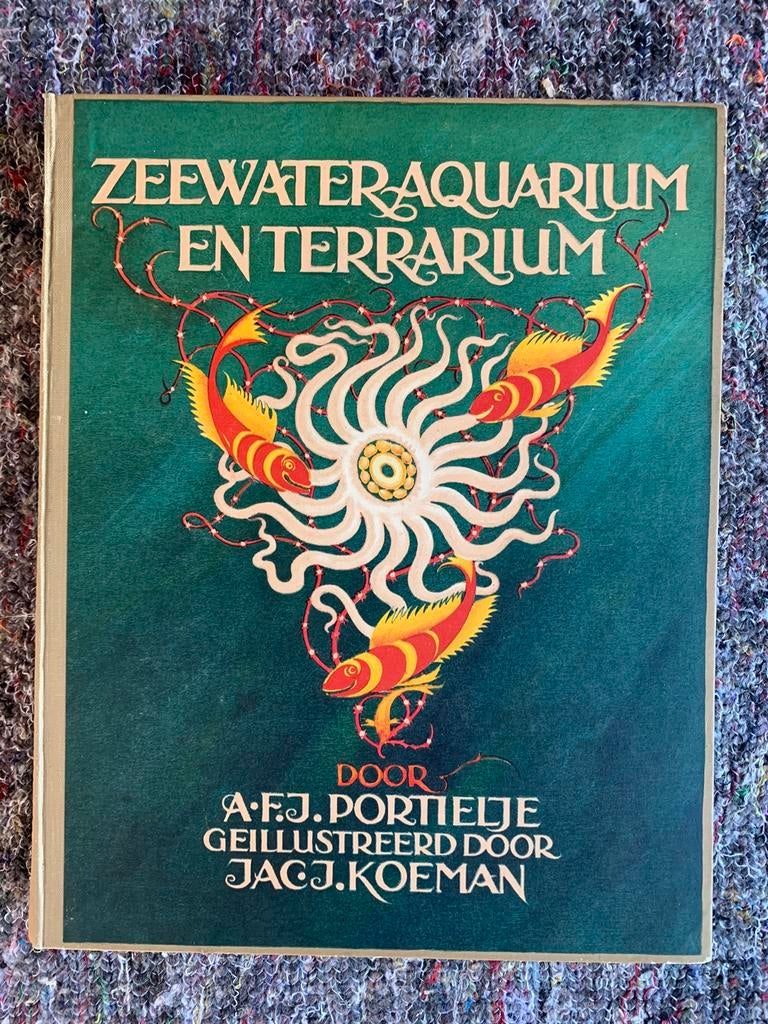 ZEEWATERAQUARIUM
EN TERRARIUM
DOOR
A.F.J. PORTIELJE
GEILLUSTREERD DOOR
JAC.J. KOEMAN